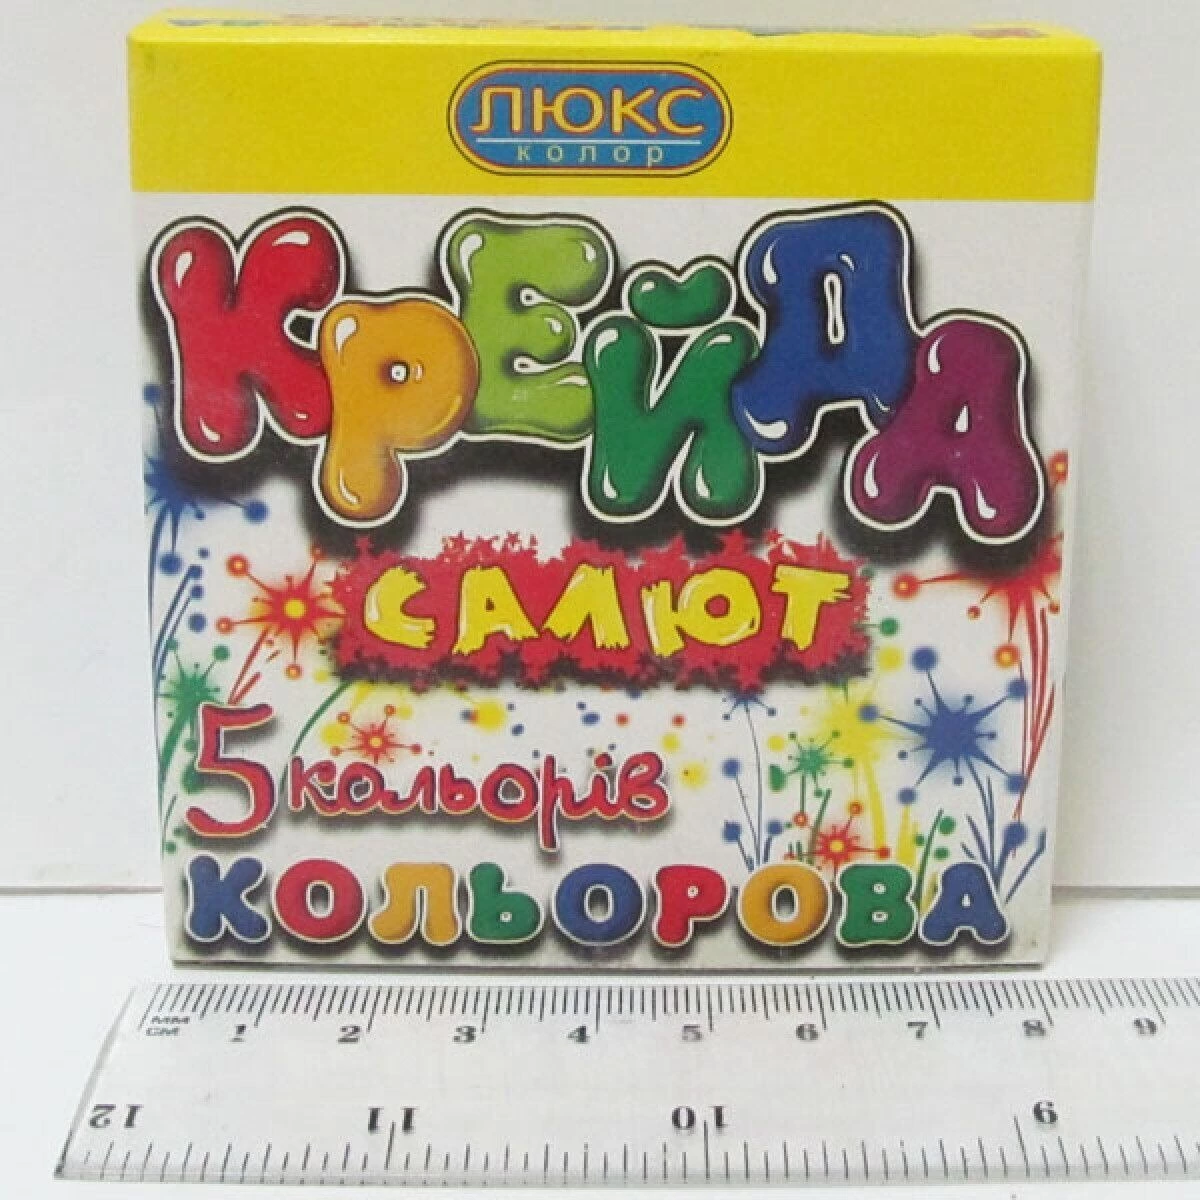 ЛЮКС
колор
КРЕЙДА
САЛЮТ
5 кольорів
КОЛЬОРОВА
MM
CM
1 2 3 4 5 6 7 8 9
12 11 10 9